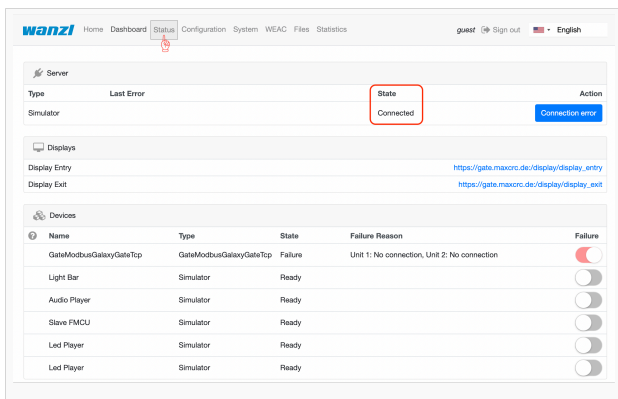 wanzl Home Dashboard Status Configuration System WEAC Files Statistics guest Sign out English
Server
Type Last Error State Action
Simulator Connected Connection error
Displays
Display Entry https://gate.maxcrc.de:/display/display_entry
Display Exit https://gate.maxcrc.de:/display/display_exit
Devices
Name Type State Failure Reason Failure
GateModbusGalaxyGateTcp GateModbusGalaxyGateTcp Failure Unit 1: No connection, Unit 2: No connection
Light Bar Simulator Ready
Audio Player Simulator Ready
Slave FMCU Simulator Ready
Led Player Simulator Ready
Led Player Simulator Ready